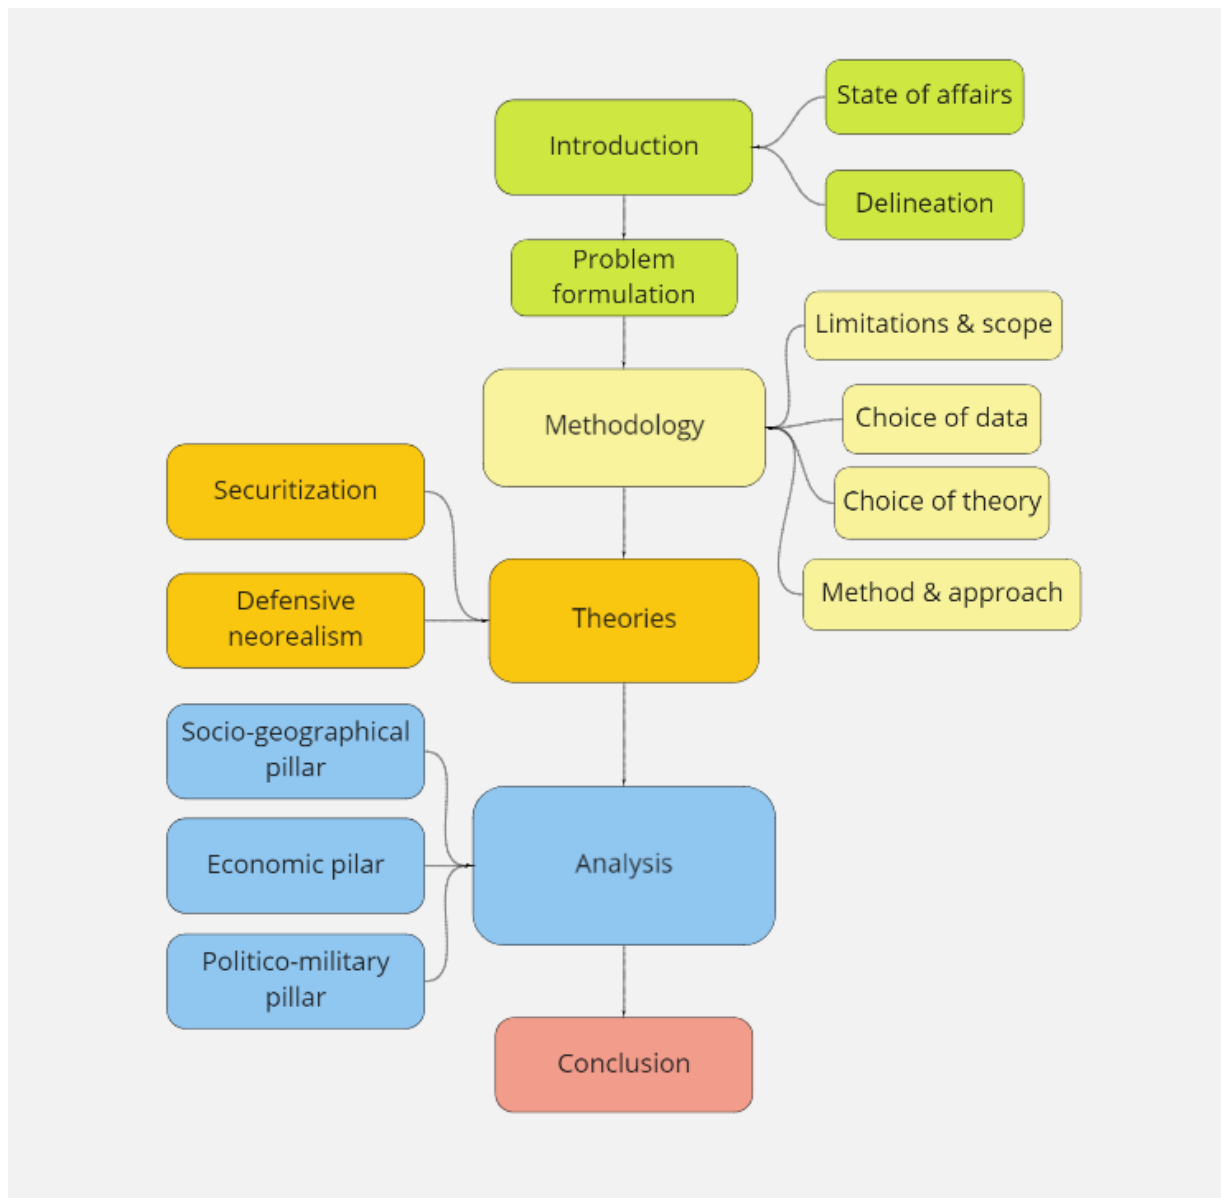 State of affairs
Introduction
Delineation
Problem
formulation
Limitations & scope
Choice of data
Methodology
Choice of theory
Securitization
Method & approach
Defensive
neorealism
Theories
Socio-geographical
pillar
Economic pilar
Analysis
Politico-military
pillar
Conclusion